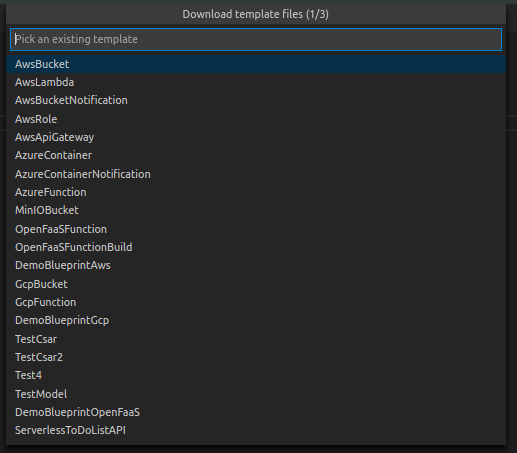 Download template files (1/3)
Pick an existing template
AwsBucket
AwsLambda
AwsBucketNotification
AwsRole
AwsApiGateway
AzureContainer
AzureContainerNotification
AzureFunction
MinIOBucket
OpenFaaSFunction
OpenFaaSFunctionBuild
DemoBlueprintAws
GcpBucket
GcpFunction
DemoBlueprintGcp
TestCsar
TestCsar2
Test4
TestModel
DemoBlueprintOpenFaaS
ServerlessToDoListAPI